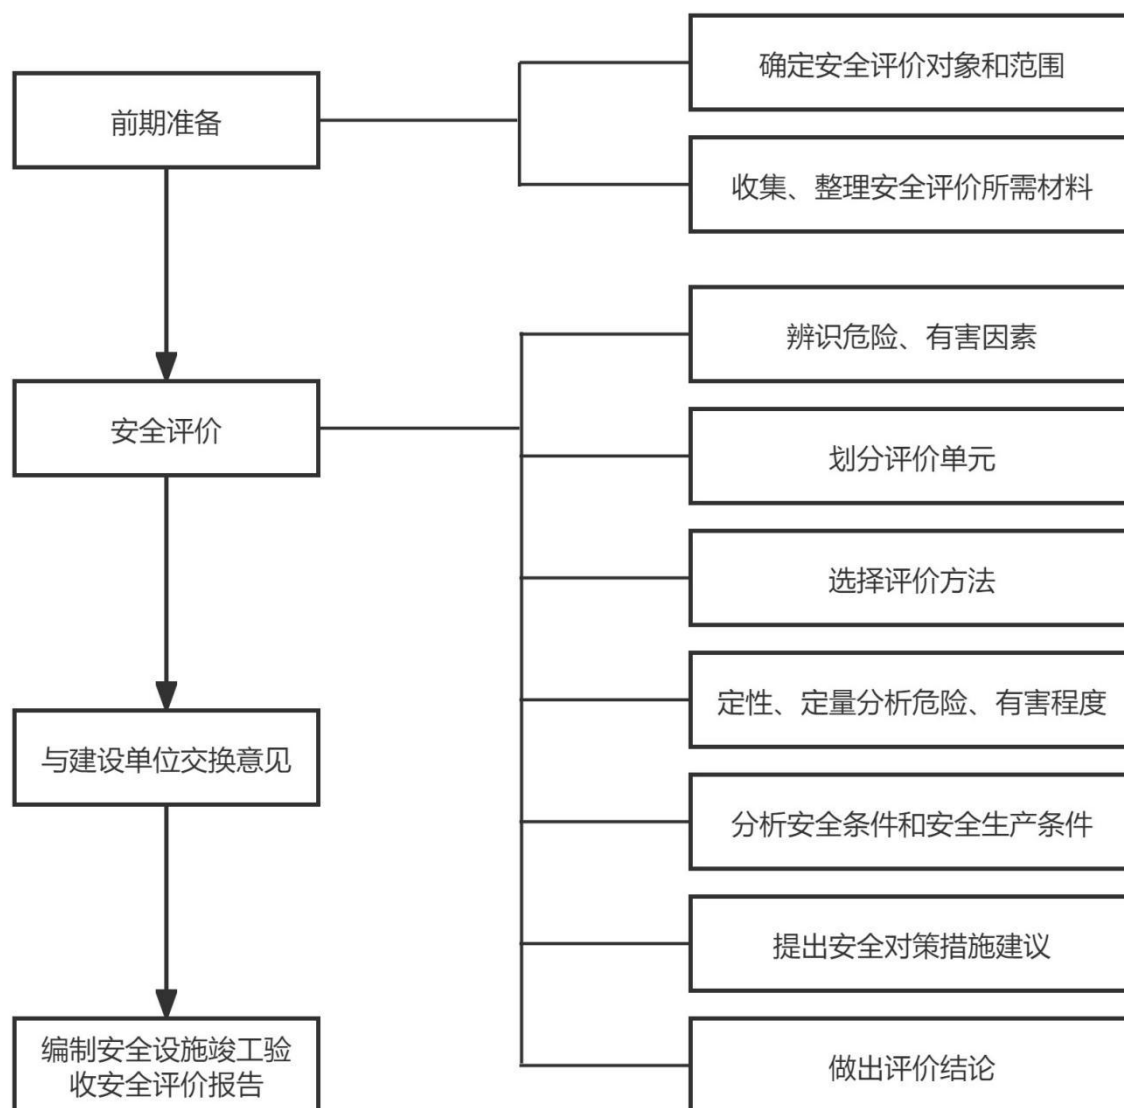 前期准备
确定安全评价对象和范围
收集、整理安全评价所需材料
安全评价
辨识危险、有害因素
划分评价单元
选择评价方法
定性、定量分析危险、有害程度
分析安全条件和安全生产条件
提出安全对策措施建议
做出评价结论
与建设单位交换意见
编制安全设施竣工验
收安全评价报告